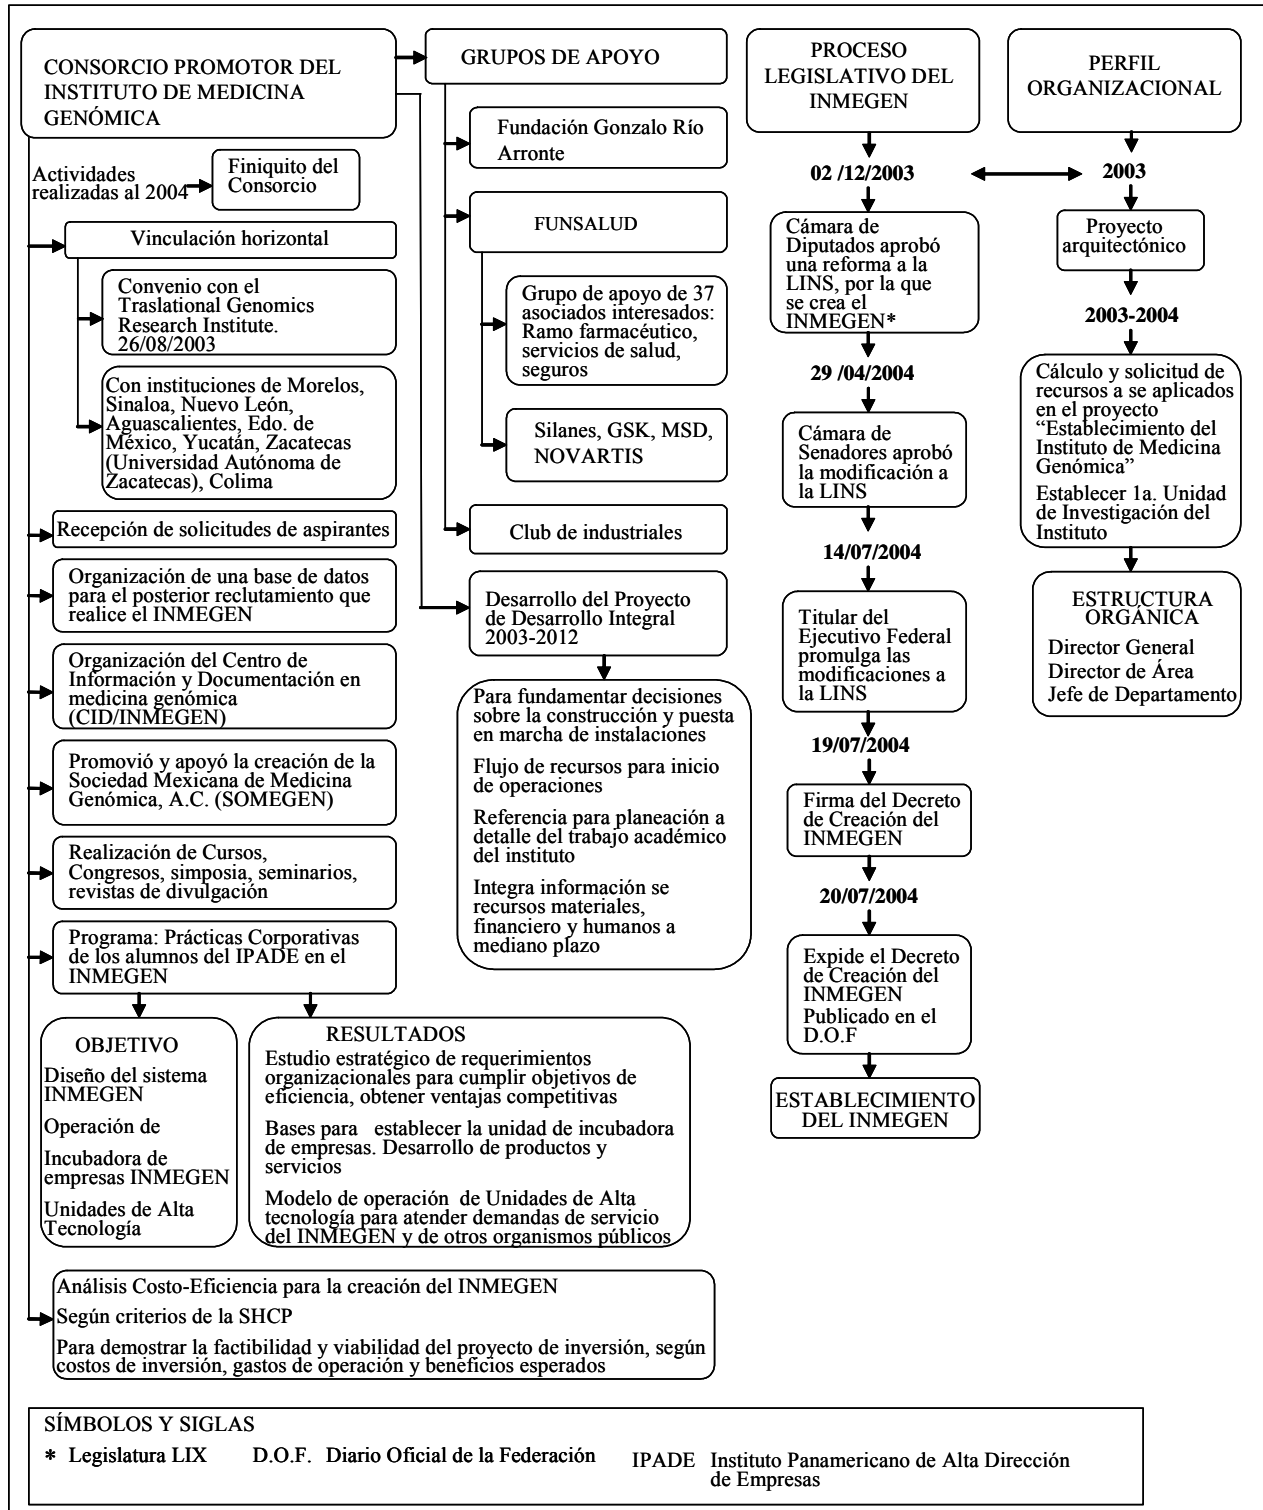 CONSORCIO PROMOTOR DEL
INSTITUTO DE MEDICINA
GENÓMICA
Actividades
realizadas al 2004
Finiquito del
Consorcio
Vinculación horizontal
Convenio con el
Traslational Genomics
Research Institute.
26/08/2003
Con instituciones de Morelos,
Sinaloa, Nuevo León,
Aguascalientes, Edo. de
México, Yucatán, Zacatecas
(Universidad Autónoma de
Zacatecas), Colima
Recepción de solicitudes de aspirantes
Organización de una base de datos
para el posterior reclutamiento que
realice el INMEGEN
Organización del Centro de
Información y Documentación en
medicina genómica
(CID/INMEGEN)
Promovió y apoyó la creación de la
Sociedad Mexicana de Medicina
Genómica, A.C. (SOMEGEN)
Realización de Cursos,
Congresos, simposia, seminarios,
revistas de divulgación
Programa: Prácticas Corporativas
de los alumnos del IPADE en el
INMEGEN
OBJETIVO
Diseño del sistema
INMEGEN
Operación de
Incubadora de
empresas INMEGEN
Unidades de Alta
Tecnología
RESULTADOS
Estudio estratégico de requerimientos
organizacionales para cumplir objetivos de
eficiencia, obtener ventajas competitivas
Bases para establecer la unidad de incubadora
de empresas. Desarrollo de productos y
servicios
Modelo de operación de Unidades de Alta
tecnología para atender demandas de servicio
del INMEGEN y de otros organismos públicos
Análisis Costo-Eficiencia para la creación del INMEGEN
Según criterios de la SHCP
Para demostrar la factibilidad y viabilidad del proyecto de inversión, según
costos de inversión, gastos de operación y beneficios esperados
GRUPOS DE APOYO
Fundación Gonzalo Río
Arronte
FUNSALUD
Grupo de apoyo de 37
asociados interesados:
Ramo farmacéutico,
servicios de salud,
seguros
Silanes, GSK, MSD,
NOVARTIS
Club de industriales
Desarrollo del Proyecto
de Desarrollo Integral
2003-2012
Para fundamentar decisiones
sobre la construcción y puesta
en marcha de instalaciones
Flujo de recursos para inicio
de operaciones
Referencia para planeación a
detalle del trabajo académico
del instituto
Integra información se
recursos materiales,
financiero y humanos a
mediano plazo
PROCESO
LEGISLATIVO DEL
INMEGEN
02 /12/2003
Cámara de
Diputados aprobó
una reforma a la
LINS, por la que
se crea el
INMEGEN*
29 /04/2004
Cámara de
Senadores aprobó
la modificación a
la LINS
14/07/2004
Titular del
Ejecutivo Federal
promulga las
modificaciones a
la LINS
19/07/2004
Firma del Decreto
de Creación del
INMEGEN
20/07/2004
Expide el Decreto
de Creación del
INMEGEN
Publicado en el
D.O.F
ESTABLECIMIENTO
DEL INMEGEN
PERFIL
ORGANIZACIONAL
2003
Proyecto
arquitectónico
2003-2004
Cálculo y solicitud de
recursos a se aplicados
en el proyecto
“Establecimiento del
Instituto de Medicina
Genómica”
Establecer 1a. Unidad
de Investigación del
Instituto
ESTRUCTURA
ORGÁNICA
Director General
Director de Área
Jefe de Departamento
SÍMBOLOS Y SIGLAS
* Legislatura LIX D.O.F. Diario Oficial de la Federación IPADE Instituto Panamericano de Alta Dirección
de Empresas